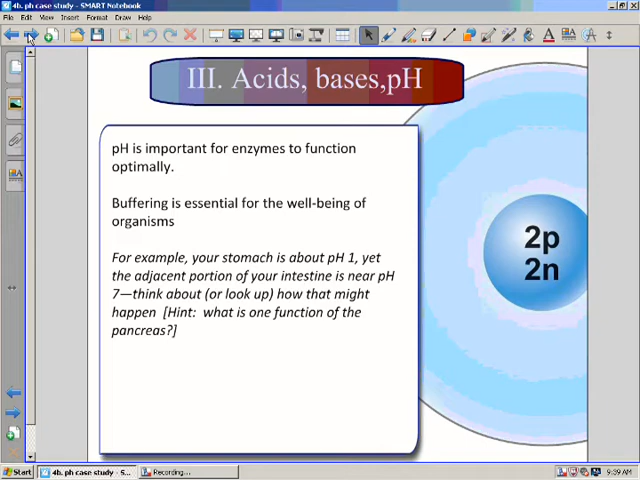 4b. ph case study - SMART Notebook
File Edit View Insert Format Draw Help
III. Acids, bases,pH
pH is important for enzymes to function
optimally.
Buffering is essential for the well-being of
organisms
For example, your stomach is about pH 1, yet
the adjacent portion of your intestine is near pH
7—think about (or look up) how that might
happen [Hint: what is one function of the
pancreas?]
2p
2n
Start
4b. ph case study - S...
Recording...
9:39 AM